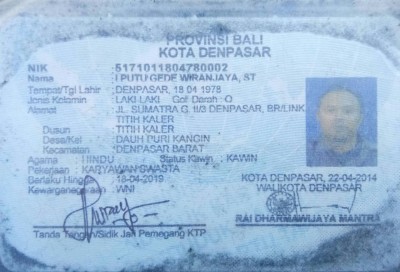 PROVINSI BALI
KOTA DENPASAR
NIK : 5171011804780002
Nama : I PUTU GEDE WIRANJAYA, ST
Tempat/Tgl Lahir : DENPASAR, 18 04 1978
Jenis Kelamin : LAKI LAKI Gol Darah : O
Alamat : JL. SUMATRA G. II/3 DENPASAR, BR/LINK.
TITIH KALER
Dusun : TITIH KALER
Desa/Kel : DAUH PURI KANGIN
Kecamatan : DENPASAR BARAT
Agama : HINDU Status Kawin : KAWIN
Pekerjaan : KARYAWAN SWASTA
Berlaku Hingga : 18-04-2019
Kewarganegaraan : WNI
KOTA DENPASAR, 22-04-2014
WALIKOTA DENPASAR
RAI DHARMAWIJAYA MANTRA
Tanda Tangan/Sidik Jari Pemegang KTP